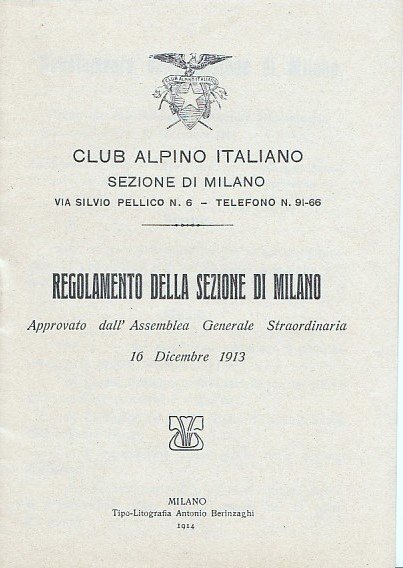 CLUB ALPINO ITALIANO
CLUB ALPINO ITALIANO
SEZIONE DI MILANO
VIA SILVIO PELLICO N. 6 – TELEFONO N. 91-66
REGOLAMENTO DELLA SEZIONE DI MILANO
Approvato dall' Assemblea Generale Straordinaria
16 Dicembre 1913
MILANO
Tipo-Litografia Antonio Berinzaghi
1914